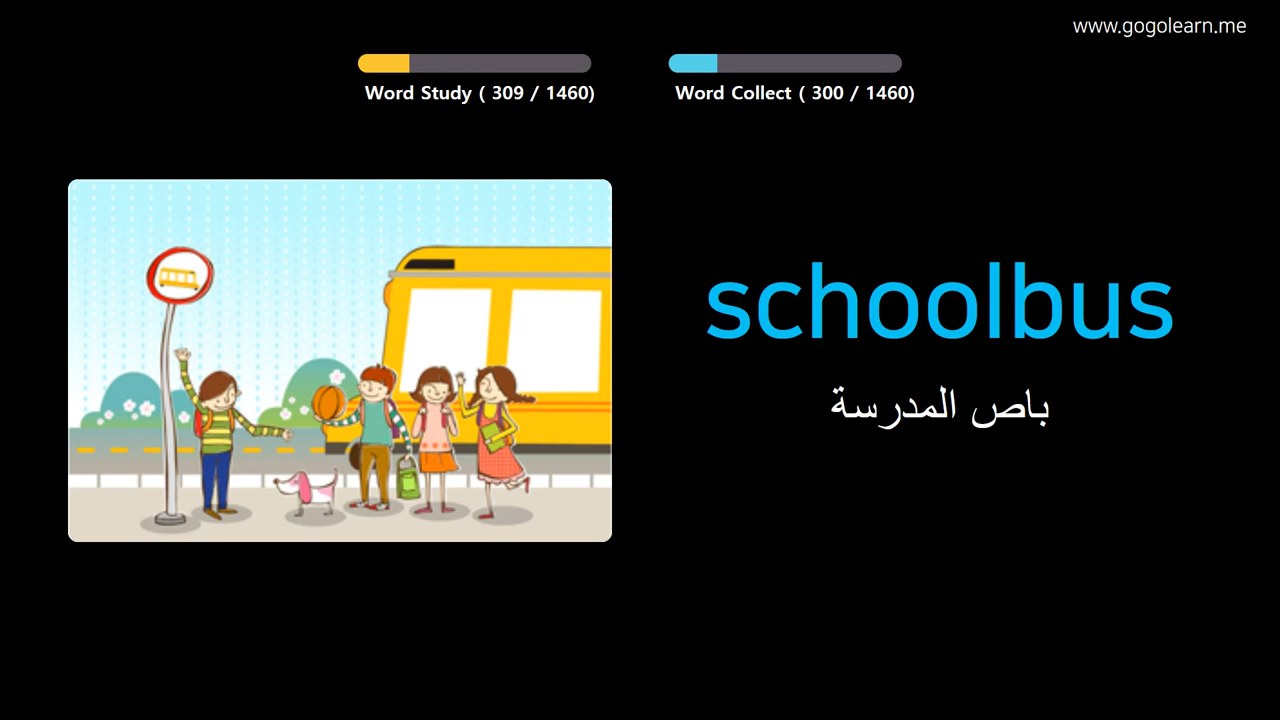 www.gogolearn.me
Word Study ( 309 / 1460)
Word Collect ( 300 / 1460)
schoolbus
باص المدرسة